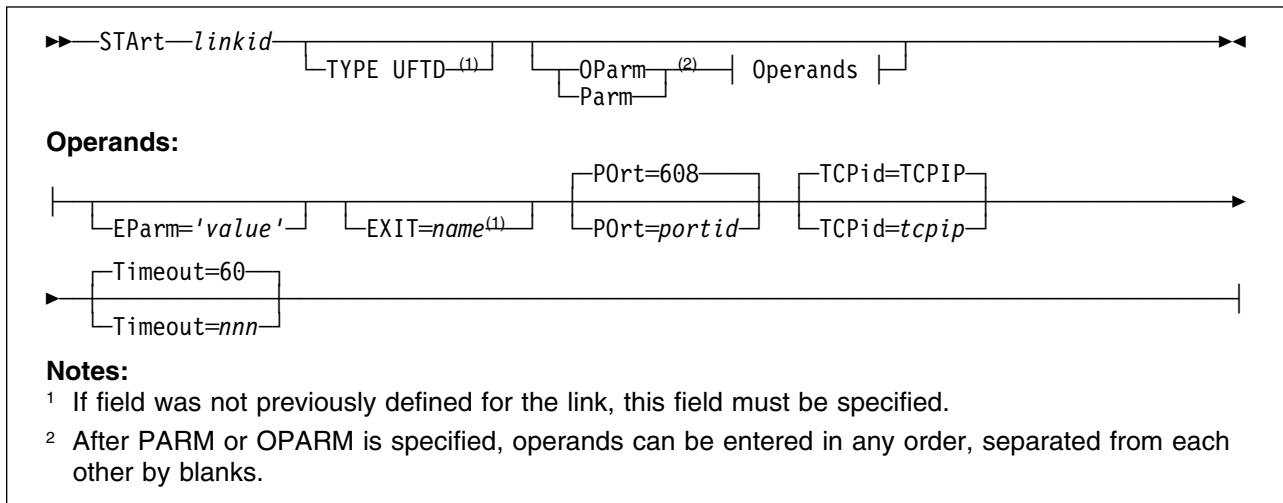 ►►──STArt──linkid──┬─────────────────┬──┬──────────────────────────────┬──►◄
└─TYPE UFTD─(1)─┘ └─┬─OParm─┬─(2)──┤ Operands ├─┘
└─Parm──┘
Operands:
┌─POrt=608────┐ ┌─TCPid=TCPIP─┐
├──┬────────────────┬──┬────────────────┬──┼─────────────┼──┼─────────────┼──►
└─EParm='value'─┘ └─EXIT=name(1)─┘ └─POrt=portid─┘ └─TCPid=tcpip─┘
┌─Timeout=60──┐
►──┼─────────────┼──┤
└─Timeout=nnn─┘
Notes:
1 If field was not previously defined for the link, this field must be specified.
2 After PARM or OPARM is specified, operands can be entered in any order, separated from each
other by blanks.